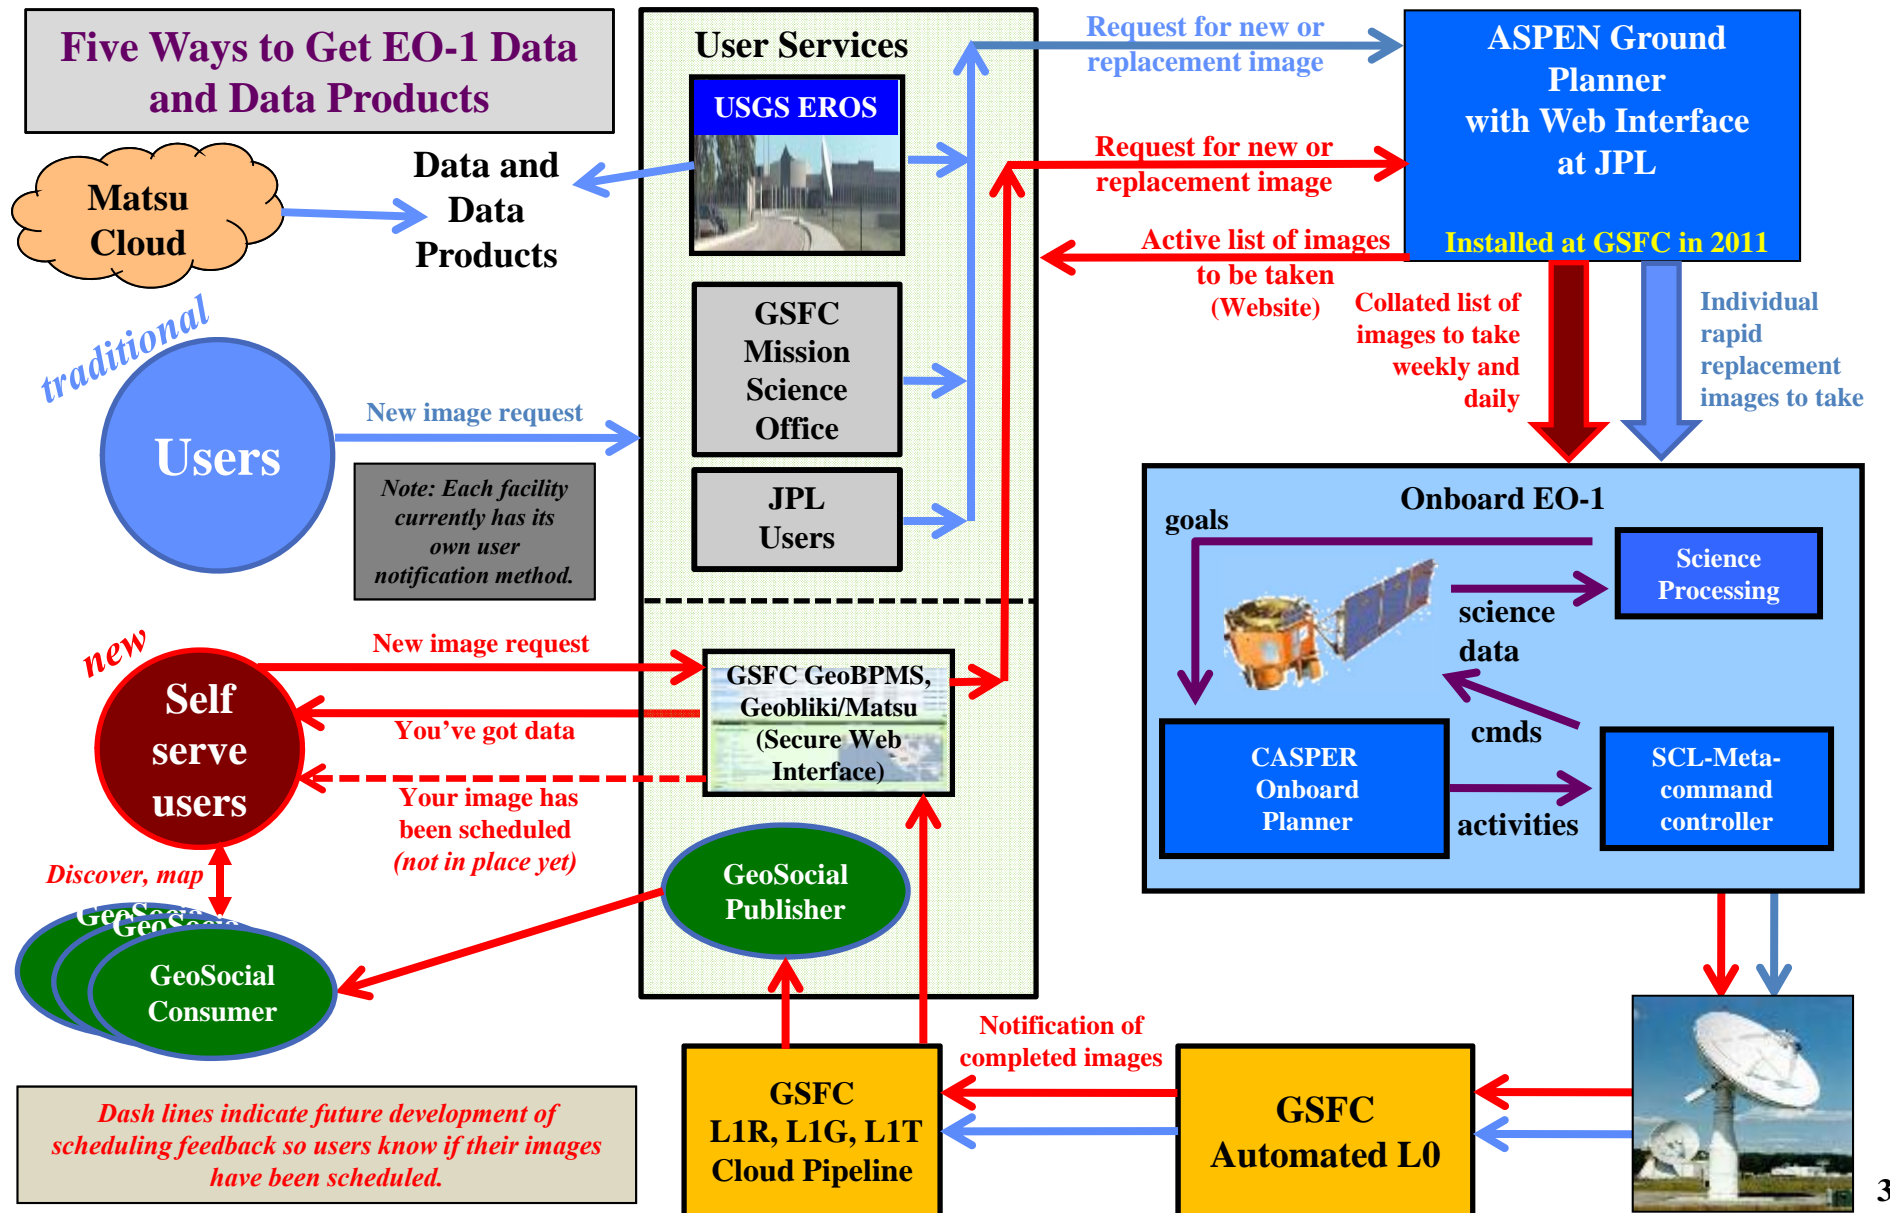 Five Ways to Get EO-1 Data
and Data Products
Matsu
Cloud
Data and
Data
Products
User Services
USGS EROS
GSFC
Mission
Science
Office
JPL
Users
Request for new or
replacement image
Request for new or
replacement image
Active list of images
to be taken
(Website)
ASPEN Ground
Planner
with Web Interface
at JPL
Installed at GSFC in 2011
Collated list of
images to take
weekly and
daily
Individual
rapid
replacement
images to take
traditional
Users
New image request
Note: Each facility
currently has its
own user
notification method.
new
Self
serve
users
New image request
You've got data
Your image has
been scheduled
(not in place yet)
GSFC GeoBPMS,
Geobliki/Matsu
(Secure Web
Interface)
GeoSocial
Publisher
Discover, map
GeoSocial
Consumer
Onboard EO-1
goals
Science
Processing
science
data
cmds
CASPER
Onboard
Planner
activities
SCL-Meta-
command
controller
Notification of
completed images
GSFC
L1R, L1G, L1T
Cloud Pipeline
GSFC
Automated L0
Dash lines indicate future development of
scheduling feedback so users know if their images
have been scheduled.
3